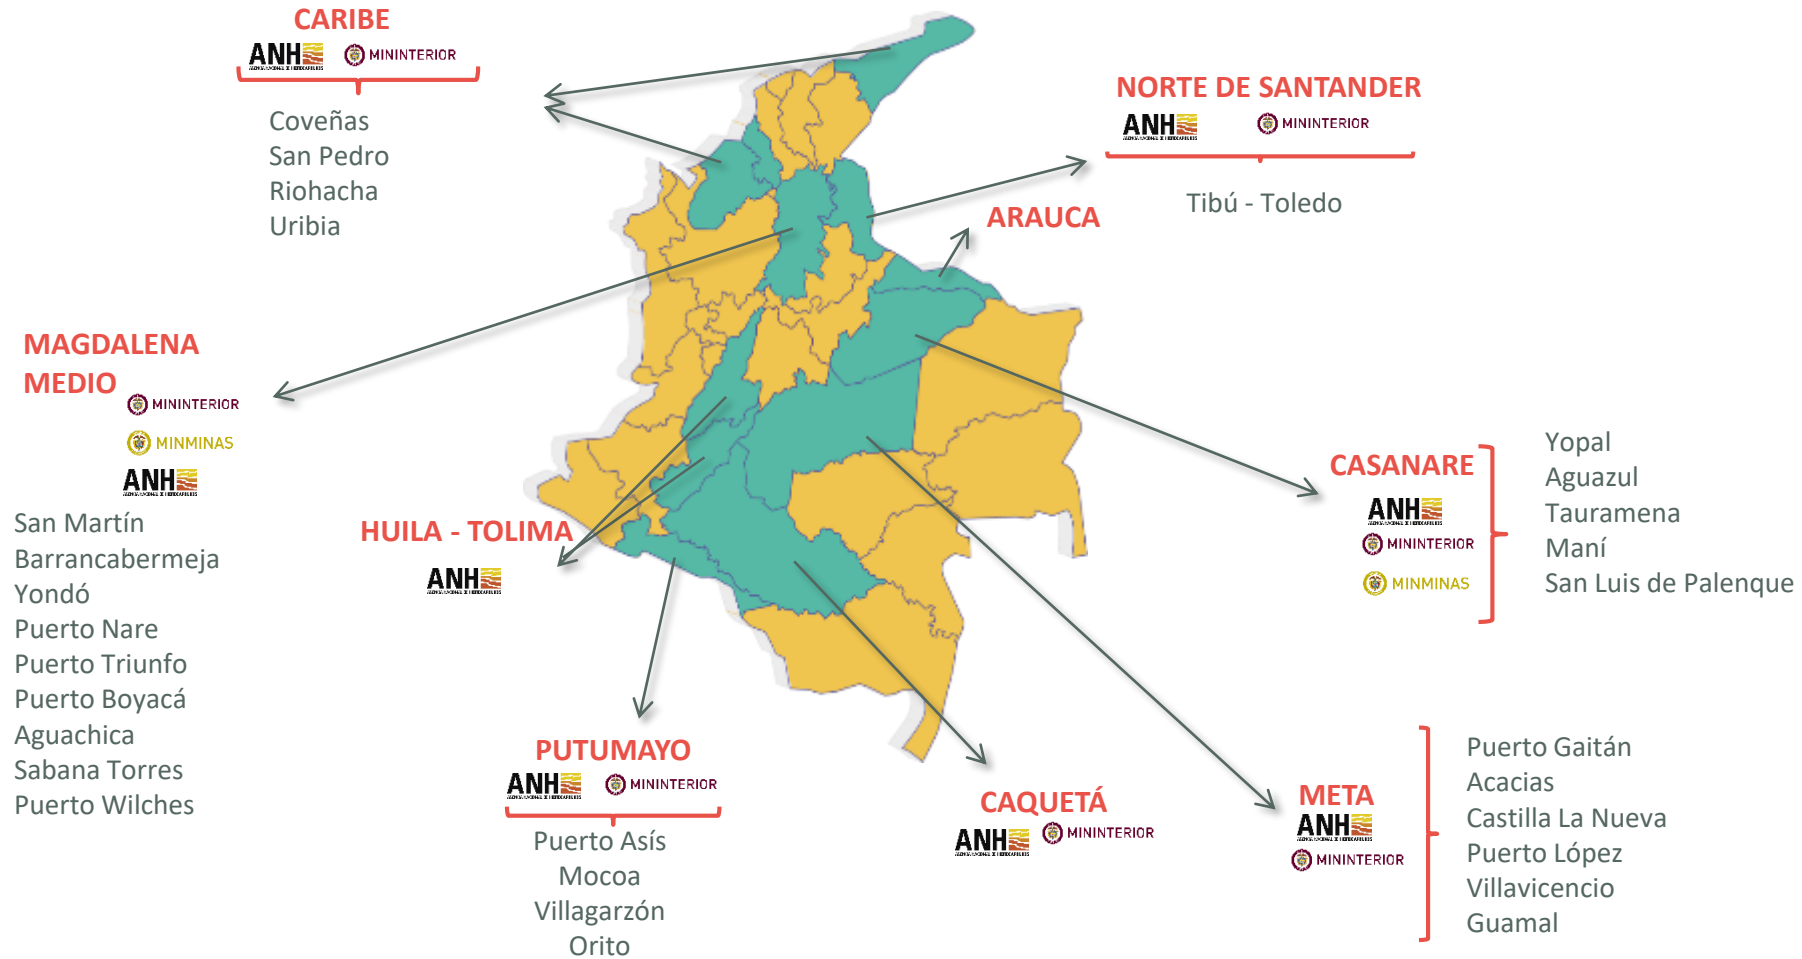 CARIBE
ANH MININTERIOR
Coveñas
San Pedro
Riohacha
Uribia
NORTE DE SANTANDER
ANH MININTERIOR
Tibú - Toledo
ARAUCA
MAGDALENA
MEDIO
MININTERIOR
MINMINAS
ANH
San Martín
Barrancabermeja
Yondó
Puerto Nare
Puerto Triunfo
Puerto Boyacá
Aguachica
Sabana Torres
Puerto Wilches
HUILA - TOLIMA
ANH
CASANARE
ANH
MININTERIOR
MINMINAS
Yopal
Aguazul
Tauramena
Maní
San Luis de Palenque
PUTUMAYO
ANH MININTERIOR
Puerto Asís
Mocoa
Villagarzón
Orito
CAQUETÁ
ANH MININTERIOR
META
ANH
MININTERIOR
Puerto Gaitán
Acacias
Castilla La Nueva
Puerto López
Villavicencio
Guamal